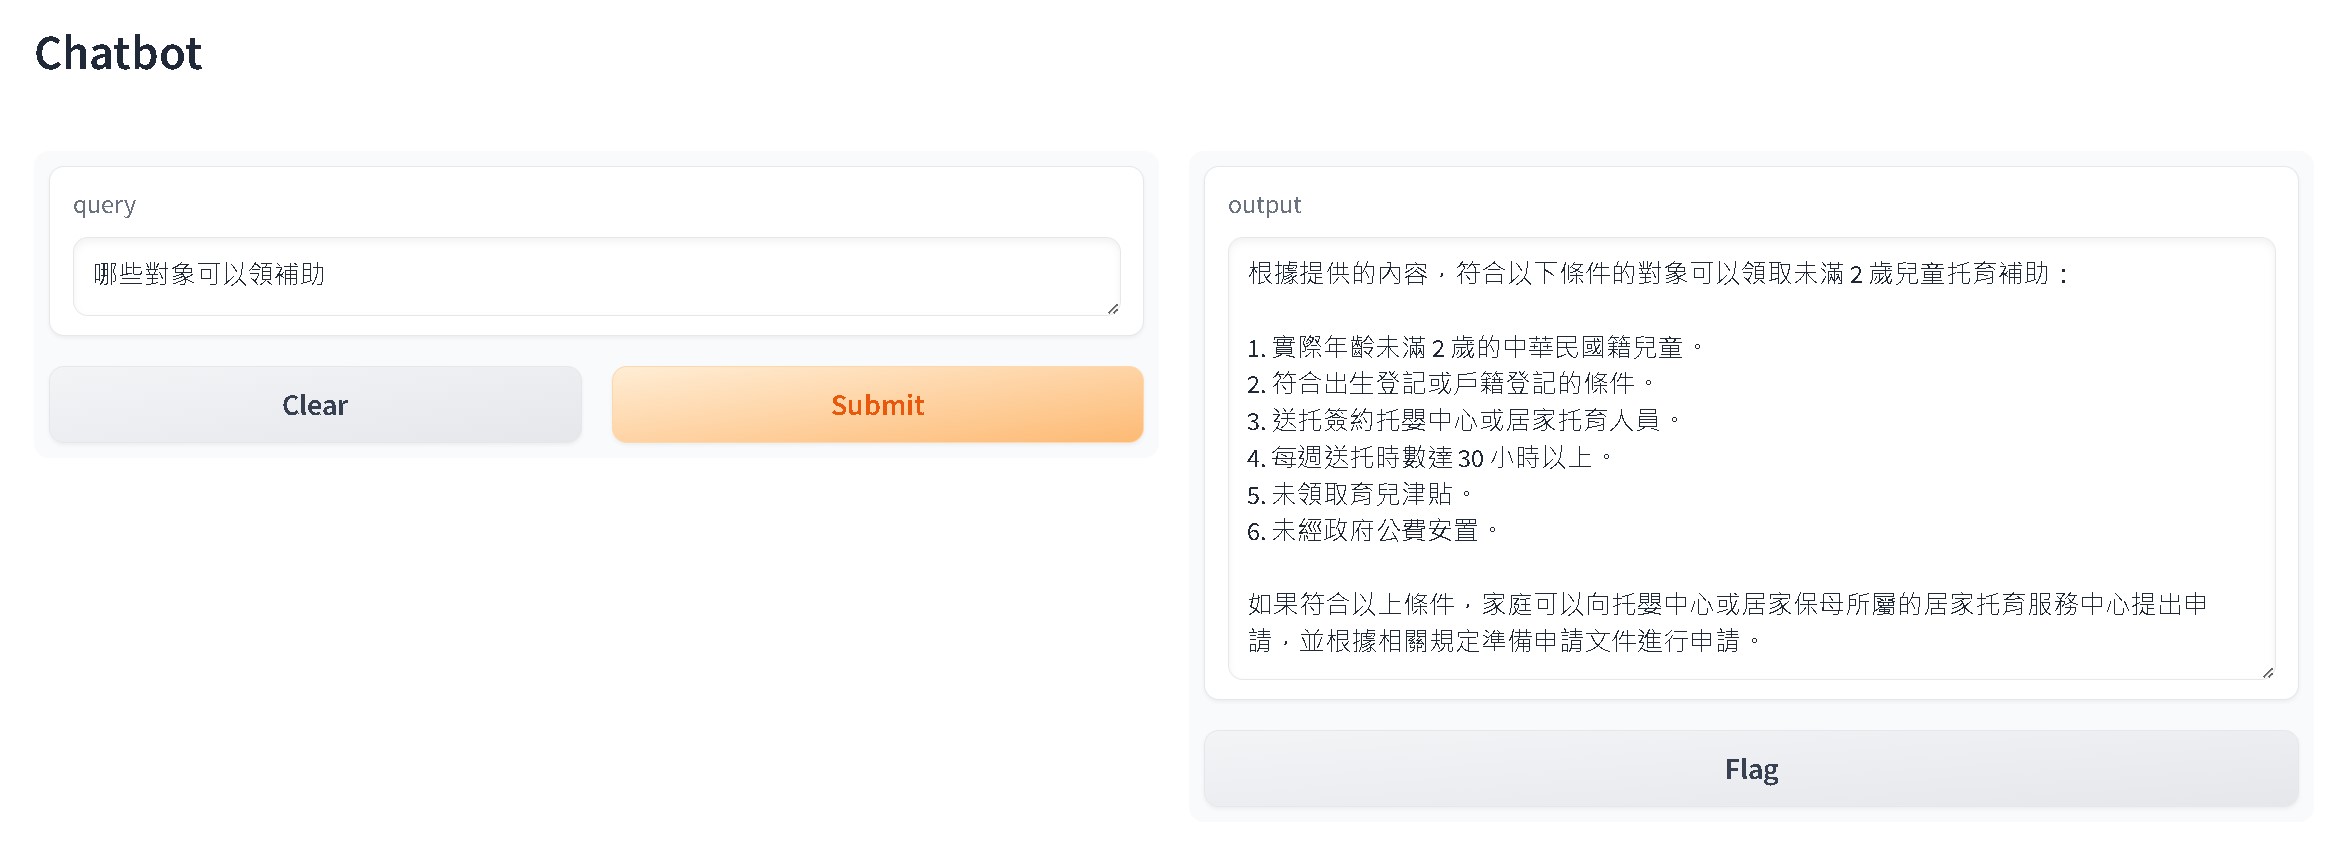 Chatbot
query
哪些對象可以領補助
Clear
Submit
output
根據提供的內容，符合以下條件的對象可以領取未滿 2 歲兒童托育補助：
1. 實際年齡未滿 2 歲的中華民國籍兒童。
2. 符合出生登記或戶籍登記的條件。
3. 送托簽約托嬰中心或居家托育人員。
4. 每週送托時數達 30 小時以上。
5. 未領取育兒津貼。
6. 未經政府公費安置。
如果符合以上條件，家庭可以向托嬰中心或居家保母所屬的居家托育服務中心提出申
請，並根據相關規定準備申請文件進行申請。
Flag